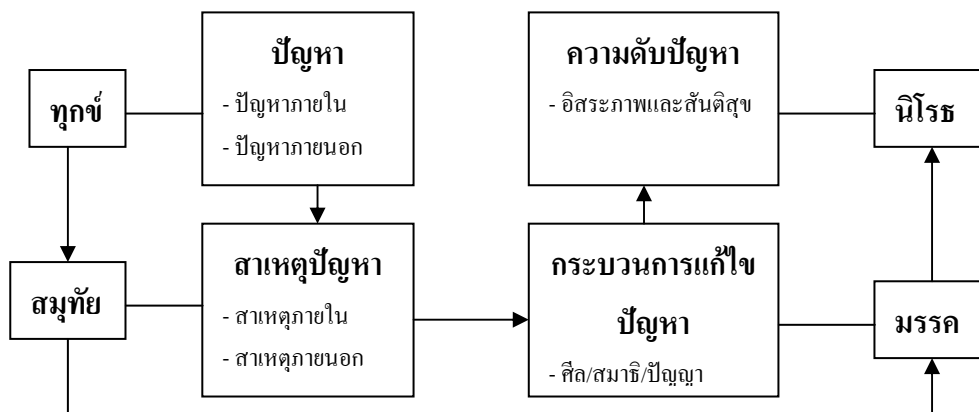 ทุกข์
ปัญหา
- ปัญหาภายใน
- ปัญหาภายนอก
ความดับปัญหา
- อิสระภาพและสันติสุข
นิโรธ
สมุทัย
สาเหตุปัญหา
- สาเหตุภายใน
- สาเหตุภายนอก
กระบวนการแก้ไข
ปัญหา
- ศีล/สมาธิ/ปัญญา
มรรค